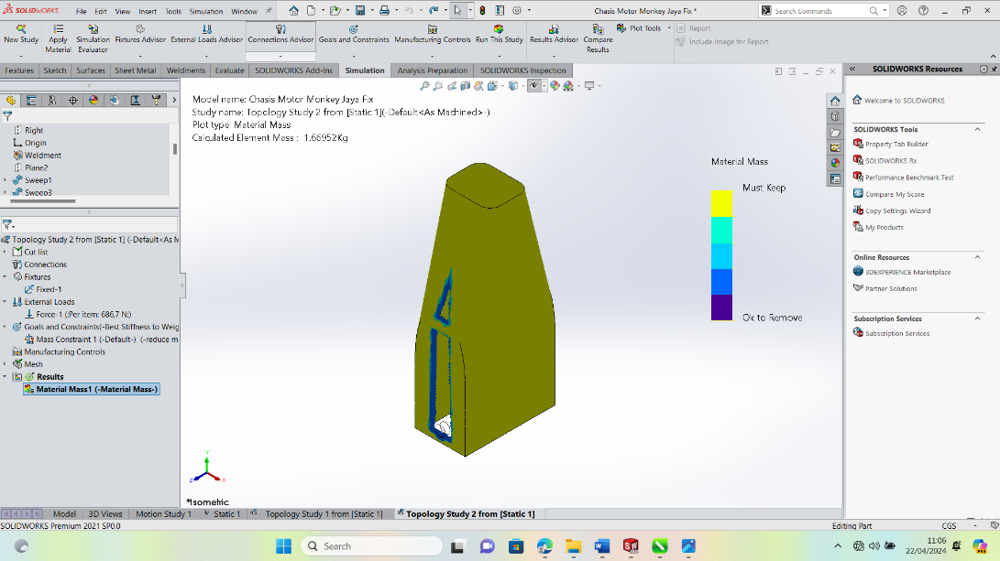 SOLIDWORKS
File Edit View Insert Tools Simulation Window
Chasis Motor Monkey Jaya Fix *
Search Commands
New Study
Apply Material
Simulation Evaluator
Fixtures Advisor
External Loads Advisor
Connections Advisor
Goals and Constraints
Manufacturing Controls
Run This Study
Results Advisor
Compare Results
Plot Tools
Report
Include Image for Report
Features Sketch Surfaces Sheet Metal Weldments Evaluate SOLIDWORKS Add-Ins Simulation Analysis Preparation SOLIDWORKS Inspection
Right
Origin
Weldment
Plane2
Sweep1
Sweep3
Topology Study 2 from [Static 1] (-Default<As M
Cut list
Connections
Fixtures
Fixed-1
External Loads
Force-1 (:Per item: 686,7 N:)
Goals and Constraints(-Best Stiffness to Weig
Mass Constraint 1 (-Default-) (-reduce m
Manufacturing Controls
Mesh
Results
Material Mass1 (-Material Mass-)
Model name: Chasis Motor Monkey Jaya Fix
Study name: Topology Study 2 from [Static 1](-Default<As Machined>-)
Plot type: Material Mass
Calculated Element Mass : 1,66952Kg
Material Mass
Must Keep
Ok to Remove
Y
Z
X
*Isometric
SOLIDWORKS Resources
Welcome to SOLIDWORKS
SOLIDWORKS Tools
Property Tab Builder
SOLIDWORKS Rx
Performance Benchmark Test
Compare My Score
Copy Settings Wizard
My Products
Online Resources
3DEXPERIENCE Marketplace
Partner Solutions
Subscription Services
Subscription Services
Model 3D Views Motion Study 1 Static 1 Topology Study 1 from [Static 1] Topology Study 2 from [Static 1]
SOLIDWORKS Premium 2021 SP0.0
Editing Part
CGS
Search
11:06
22/04/2024